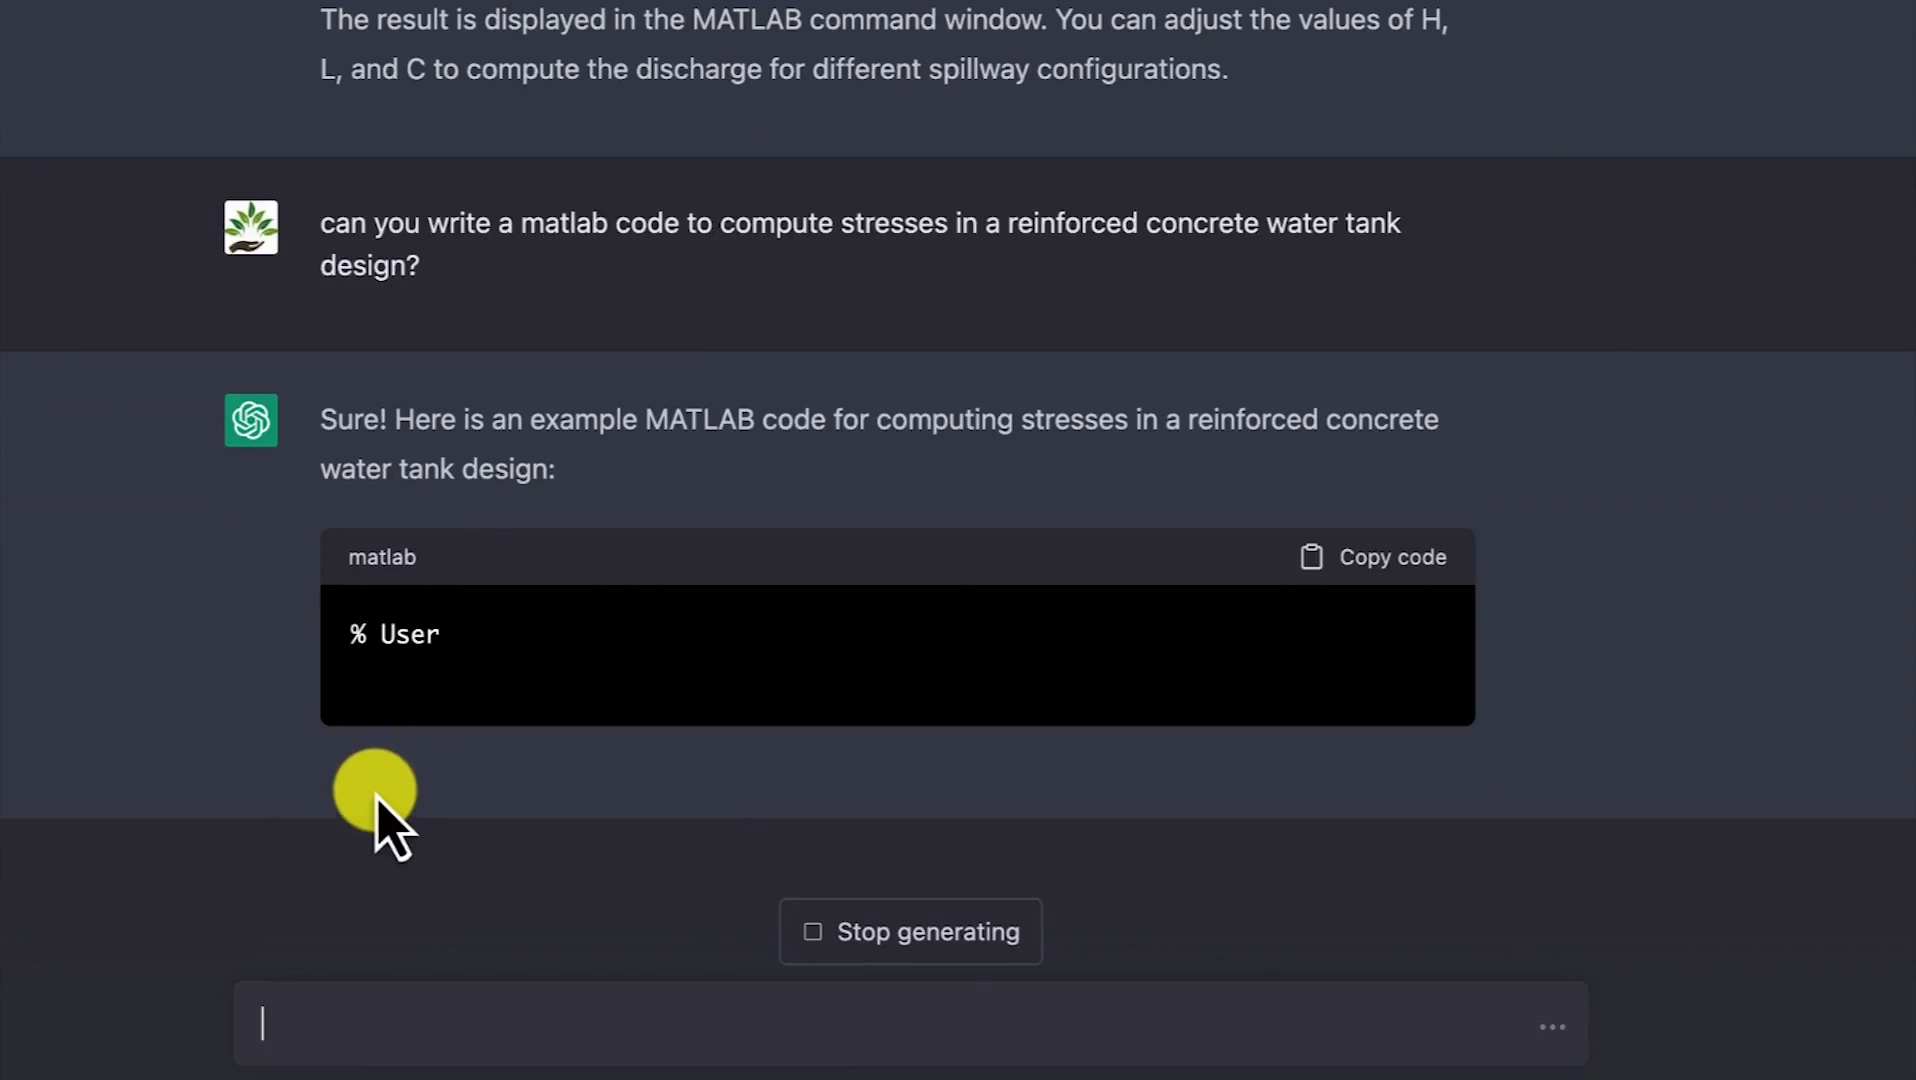 The result is displayed in the MATLAB command window. You can adjust the values of H,
L, and C to compute the discharge for different spillway configurations.
can you write a matlab code to compute stresses in a reinforced concrete water tank
design?
Sure! Here is an example MATLAB code for computing stresses in a reinforced concrete
water tank design:
matlab
Copy code
% User
Stop generating